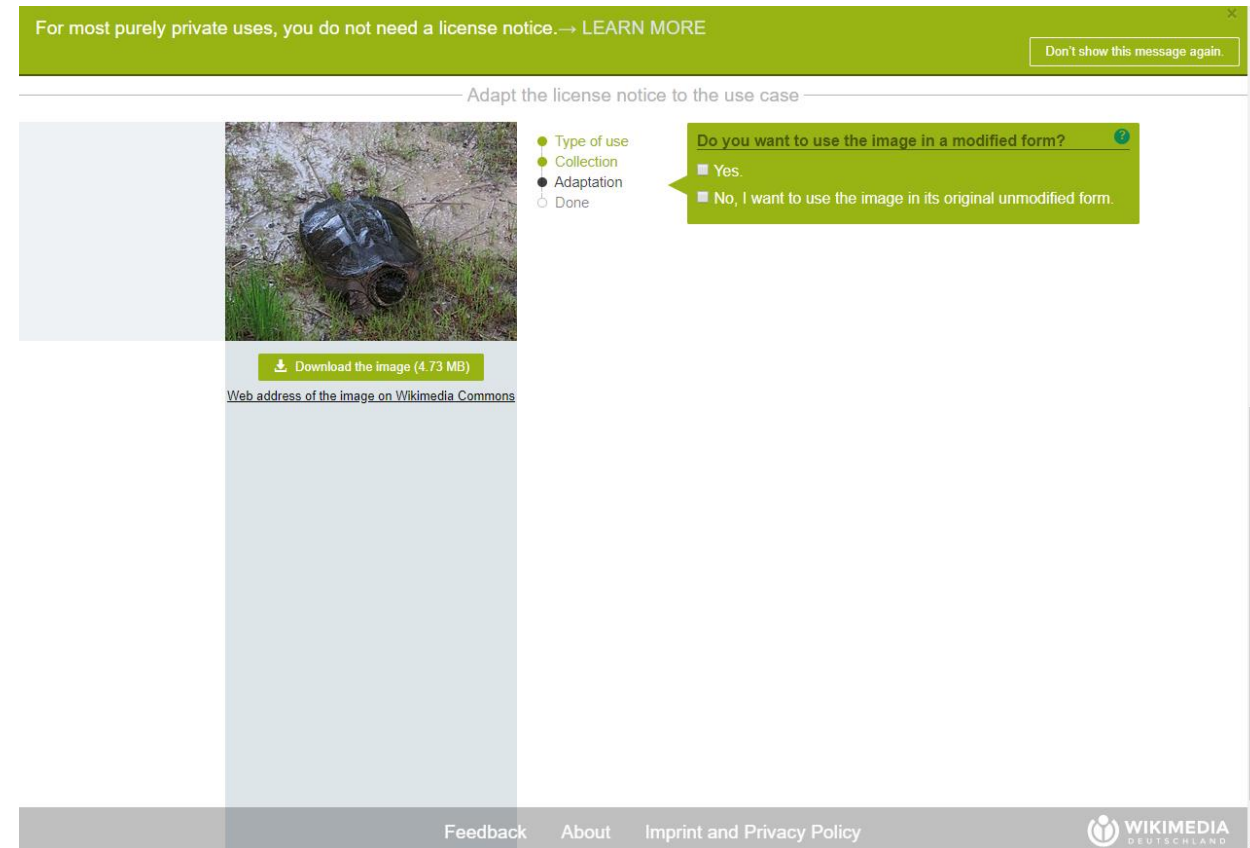 For most purely private uses, you do not need a license notice.→ LEARN MORE
×
Don't show this message again.
Adapt the license notice to the use case
Type of use
Collection
Adaptation
Done
Do you want to use the image in a modified form? ?
Yes.
No, I want to use the image in its original unmodified form.
Download the image (4.73 MB)
Web address of the image on Wikimedia Commons
Feedback About Imprint and Privacy Policy
WIKIMEDIA
DEUTSCHLAND